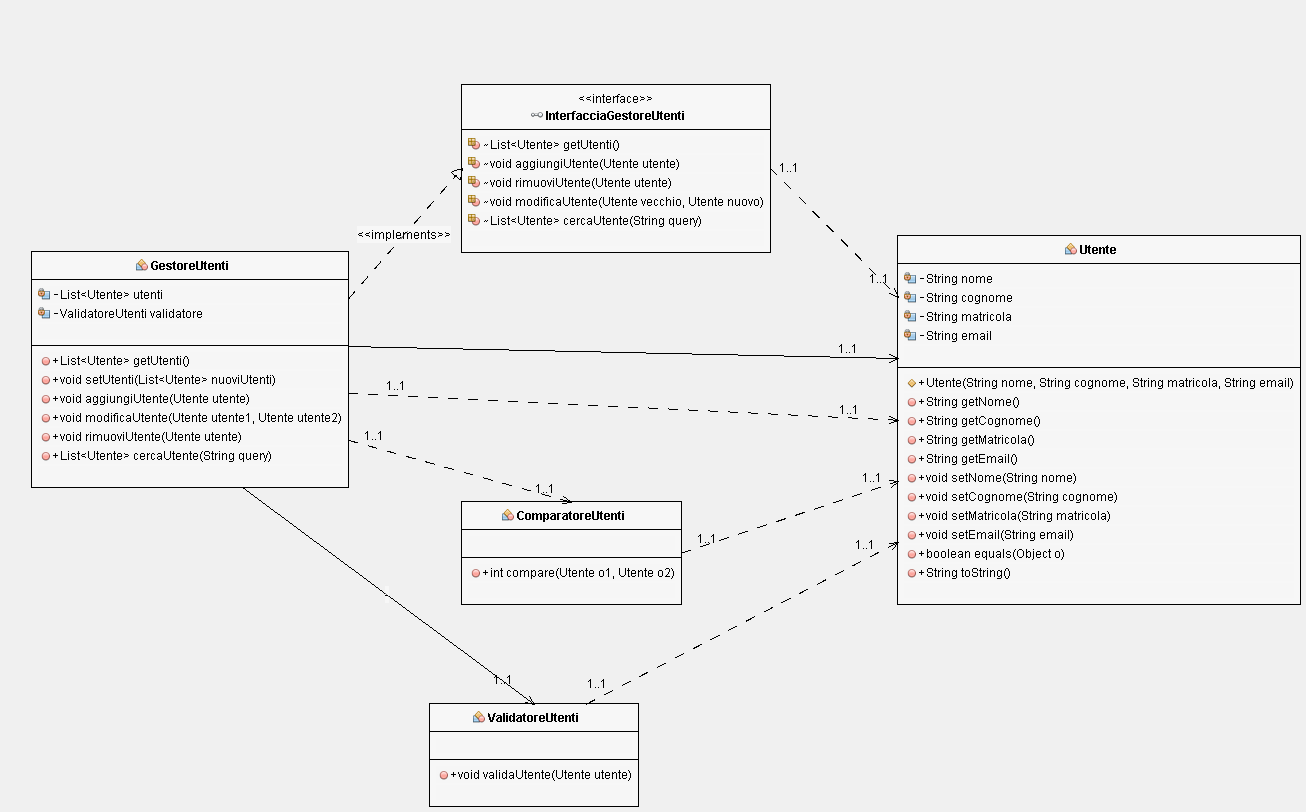 <<interface>>
InterfacciaGestoreUtenti
~List<Utente> getUtenti()
~void aggiungiUtente(Utente utente)
~void rimuoviUtente(Utente utente)
~void modificaUtente(Utente vecchio, Utente nuovo)
~List<Utente> cercaUtente(String query)
1..1
1..1
<<implements>>
GestoreUtenti
-List<Utente> utenti
-ValidatoreUtenti validatore
+List<Utente> getUtenti()
+void setUtenti(List<Utente> nuoviUtenti)
+void aggiungiUtente(Utente utente)
+void modificaUtente(Utente utente1, Utente utente2)
+void rimuoviUtente(Utente utente)
+List<Utente> cercaUtente(String query)
1..1
1..1
1..1
1..1
1..1
Utente
-String nome
-String cognome
-String matricola
-String email
+Utente(String nome, String cognome, String matricola, String email)
+String getNome()
+String getCognome()
+String getMatricola()
+String getEmail()
+void setNome(String nome)
+void setCognome(String cognome)
+void setMatricola(String matricola)
+void setEmail(String email)
+boolean equals(Object o)
+String toString()
ComparatoreUtenti
+int compare(Utente o1, Utente o2)
1..1
1..1
1..1
1..1
1..1
ValidatoreUtenti
+void validaUtente(Utente utente)